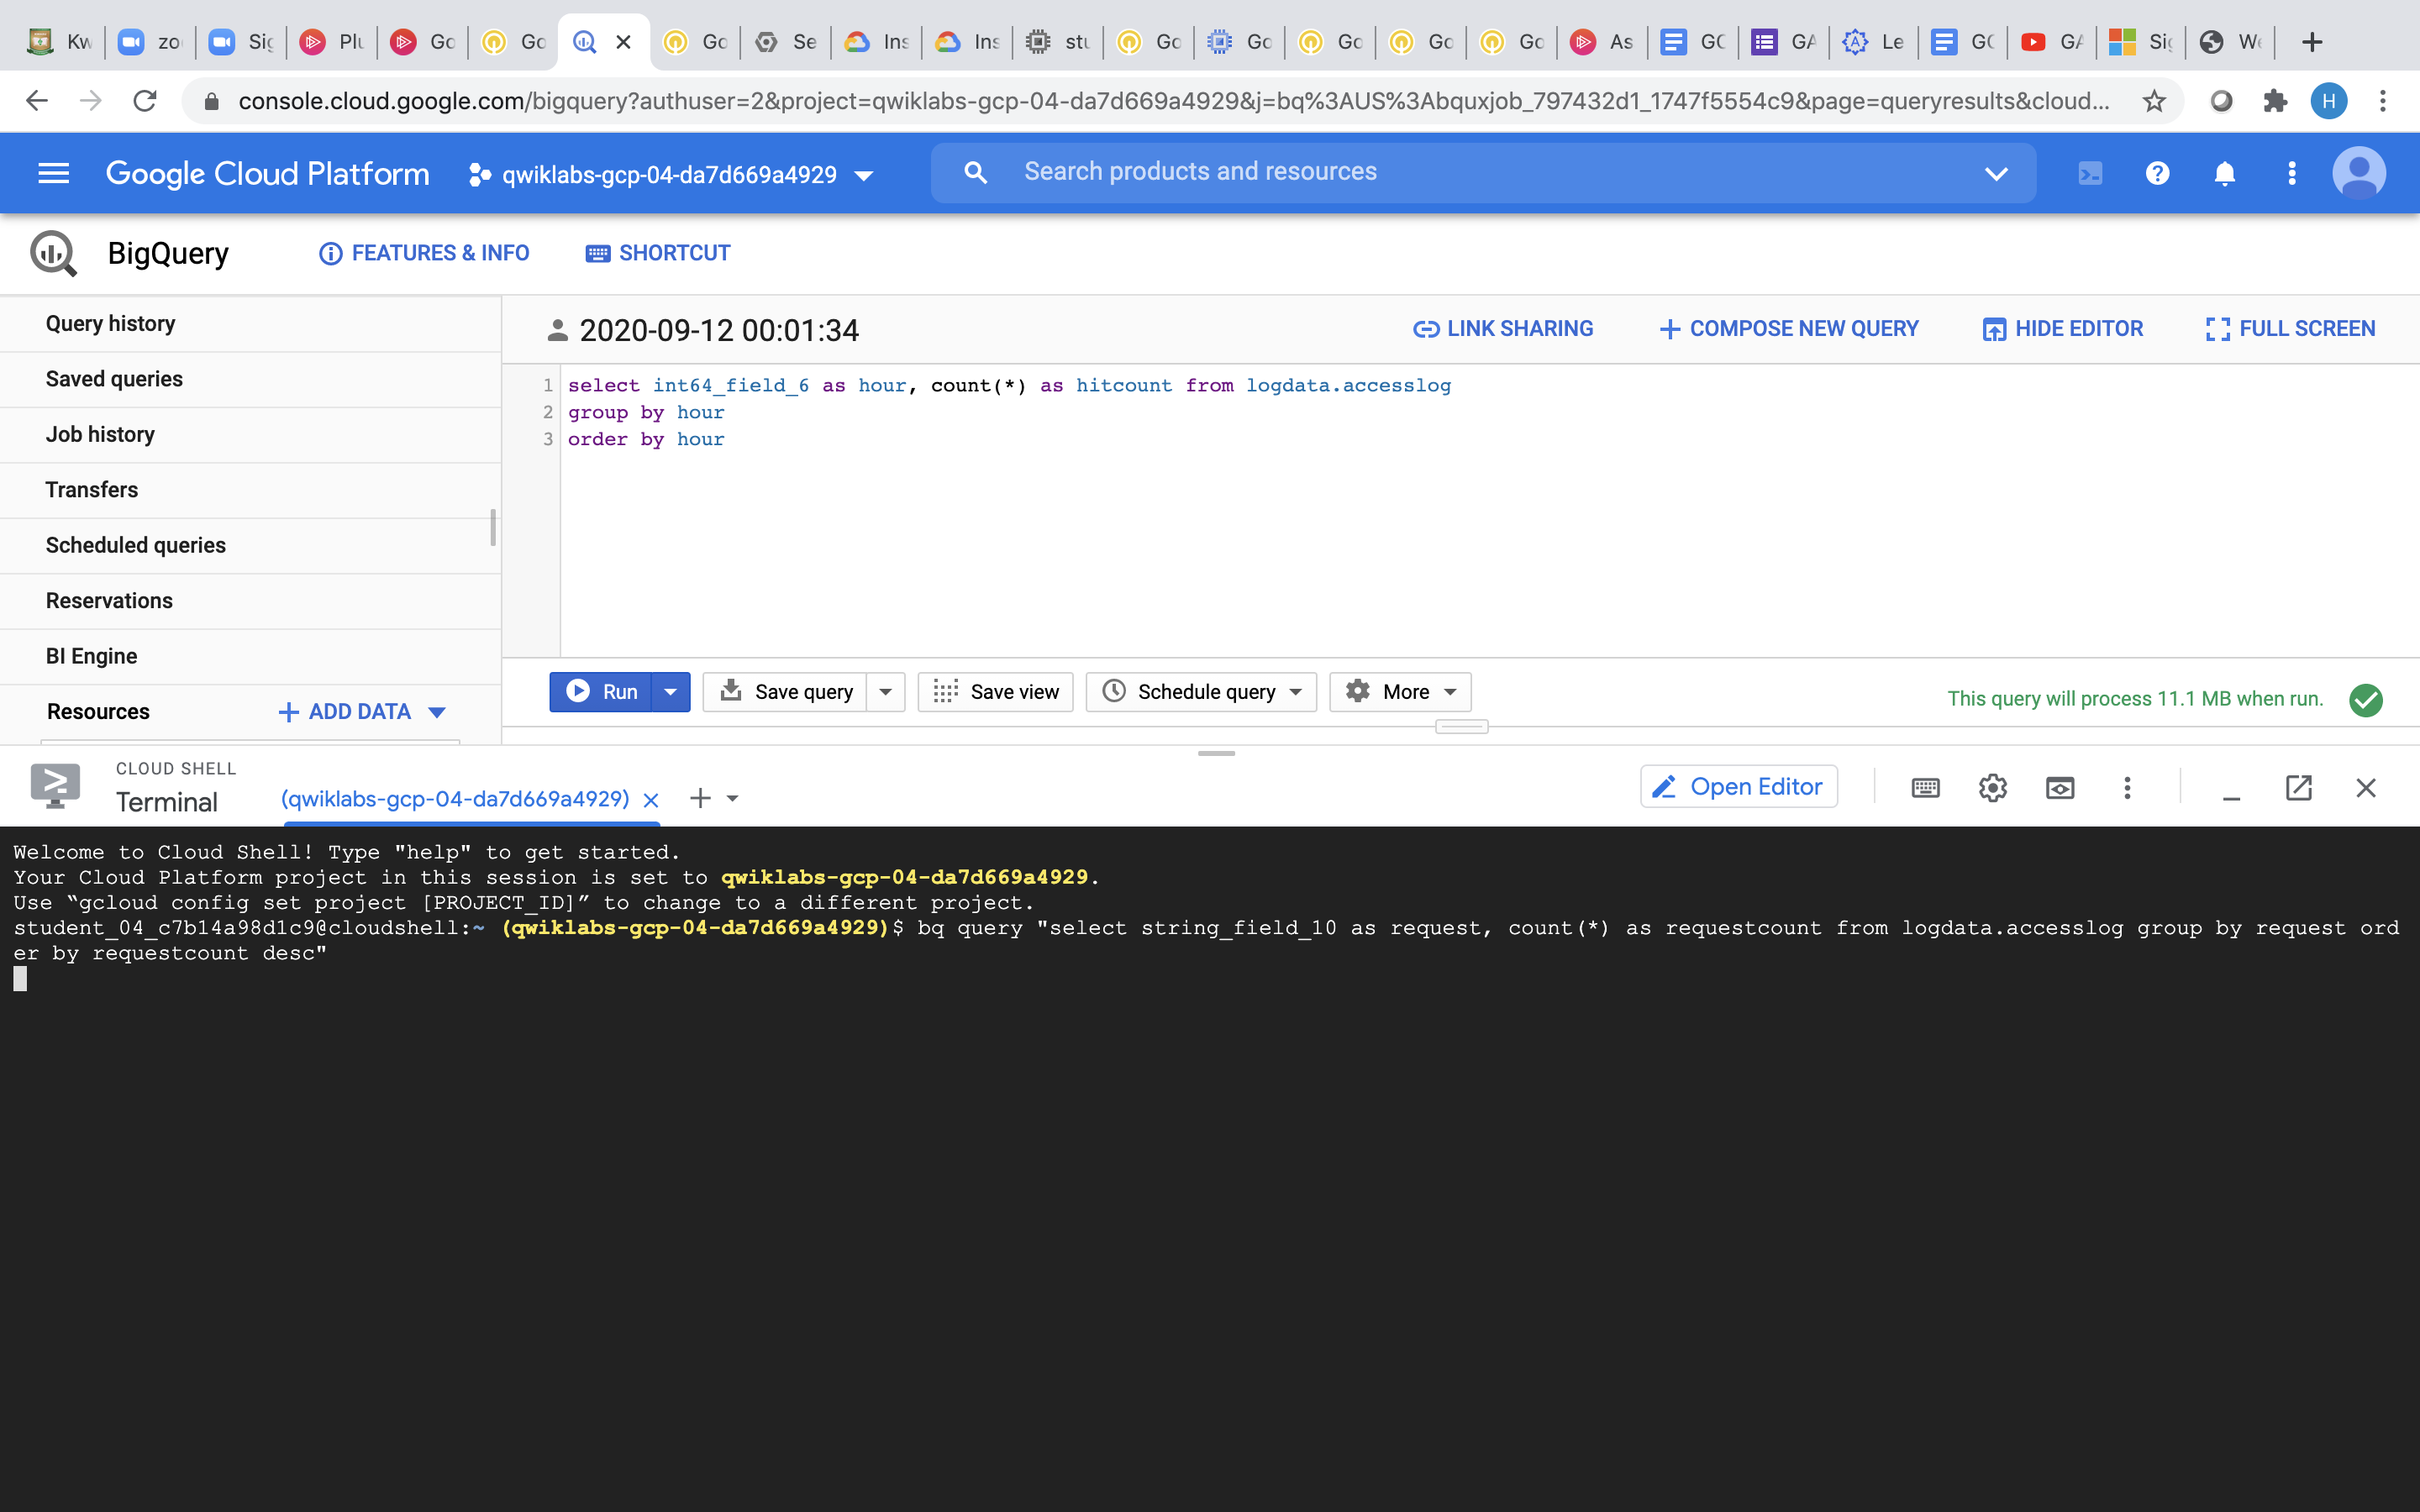 Kw zo Sig Plu Go Go Go Se Ins Ins stu Go Go Go Go Go As GC GA Le GC GA Sig We
console.cloud.google.com/bigquery?authuser=2&project=qwiklabs-gcp-04-da7d669a4929&j=bq%3AUS%3Abquxjob_797432d1_1747f5554c9&page=queryresults&cloud...
H
Google Cloud Platform qwiklabs-gcp-04-da7d669a4929 Search products and resources
BigQuery FEATURES & INFO SHORTCUT
Query history
Saved queries
Job history
Transfers
Scheduled queries
Reservations
BI Engine
Resources ADD DATA
2020-09-12 00:01:34 LINK SHARING COMPOSE NEW QUERY HIDE EDITOR FULL SCREEN
1 select int64_field_6 as hour, count(*) as hitcount from logdata.accesslog
2 group by hour
3 order by hour
Run Save query Save view Schedule query More This query will process 11.1 MB when run.
CLOUD SHELL
Terminal (qwiklabs-gcp-04-da7d669a4929) Open Editor
Welcome to Cloud Shell! Type "help" to get started.
Your Cloud Platform project in this session is set to qwiklabs-gcp-04-da7d669a4929.
Use “gcloud config set project [PROJECT_ID]” to change to a different project.
student_04_c7b14a98d1c9@cloudshell:~ (qwiklabs-gcp-04-da7d669a4929)$ bq query "select string_field_10 as request, count(*) as requestcount from logdata.accesslog group by request ord
er by requestcount desc"